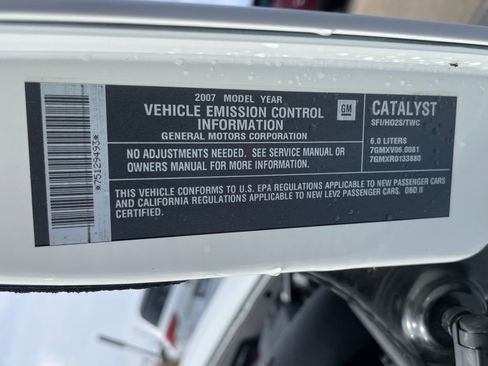 2007 MODEL YEAR
VEHICLE EMISSION CONTROL
INFORMATION
GENERAL MOTORS CORPORATION
GM
NO ADJUSTMENTS NEEDED. SEE SERVICE MANUAL OR
OWNERS MANUAL FOR MORE INFORMATION.
THIS VEHICLE CONFORMS TO U.S. EPA REGULATIONS APPLICABLE TO NEW PASSENGER CARS
AND CALIFORNIA REGULATIONS APPLICABLE TO NEW LEV2 PASSENGER CARS. OBD II
CERTIFIED.
CATALYST
SFI/HO2S/TWC
6.0 LITERS
7GMXV06.0081
7GMXR0133880
*75129493*